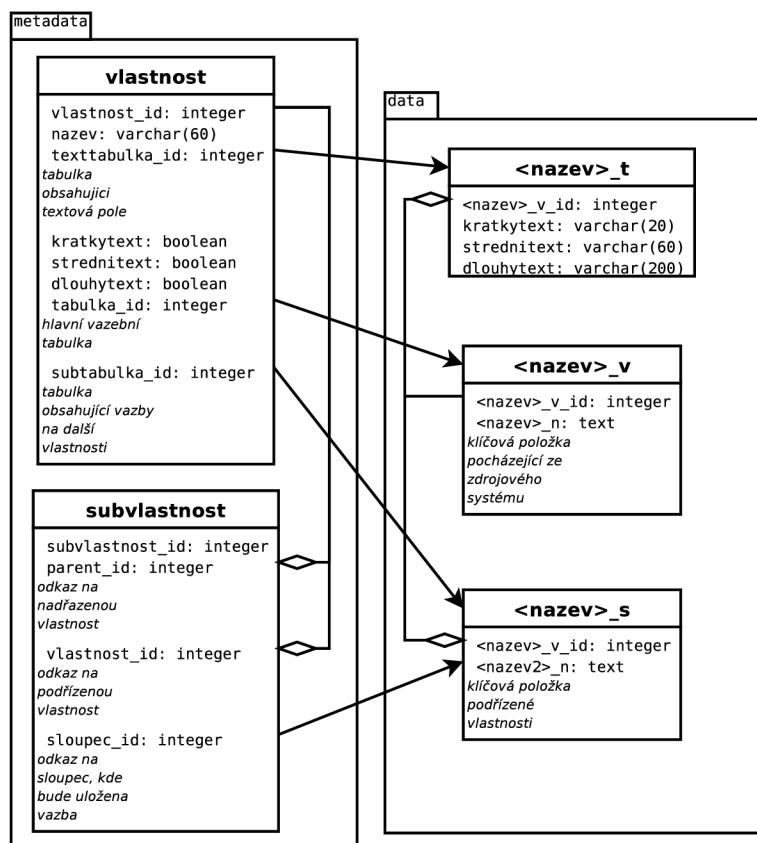 metadata
vlastnost
vlastnost_id: integer
nazev: varchar(60)
texttabulka_id: integer
tabulka
obsahujici
textová pole
kratkytext: boolean
strednitext: boolean
dlouhytext: boolean
tabulka_id: integer
hlavní vazební
tabulka
subtabulka_id: integer
tabulka
obsahující vazby
na další
vlastnosti
subvlastnost
subvlastnost_id: integer
parent_id: integer
odkaz na
nadřazenou
vlastnost
vlastnost_id: integer
odkaz na
podřízenou
vlastnost
sloupec_id: integer
odkaz na
sloupec, kde
bude uložena
vazba
data
<nazev>_t
<nazev>_v_id: integer
kratkytext: varchar(20)
strednitext: varchar(60)
dlouhytext: varchar(200)
<nazev>_v
<nazev>_v_id: integer
<nazev>_n: text
klíčová položka
pocházející ze
zdrojového
systému
<nazev>_s
<nazev>_v_id: integer
<nazev2>_n: text
klíčová položka
podřízené
vlastnosti